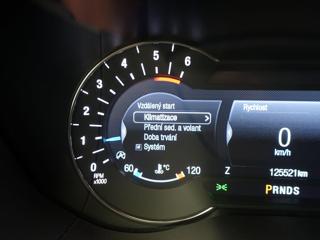 0 1 2 3 4 5 6
RPM
x1000
Vzdálený start
Klimatizace >
Přední sed. a volant
Doba trvání
Systém
60 °C 120
Rychlost
0
km/h
Z 125521km
PRNDS